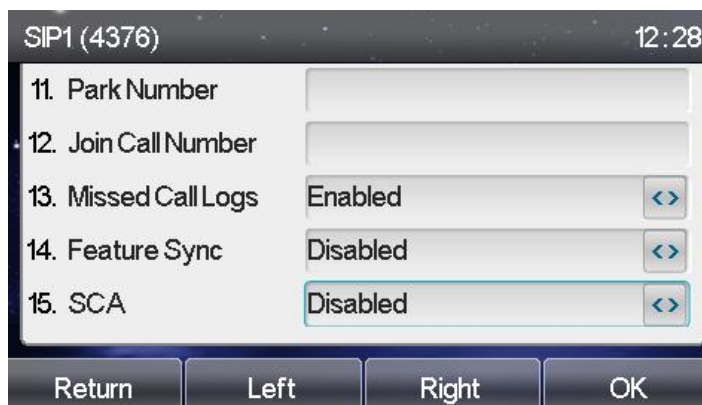 SIP1 (4376) 12:28
11. Park Number
12. Join Call Number
13. Missed Call Logs Enabled <>
14. Feature Sync Disabled <>
15. SCA Disabled <>
Return Left Right OK